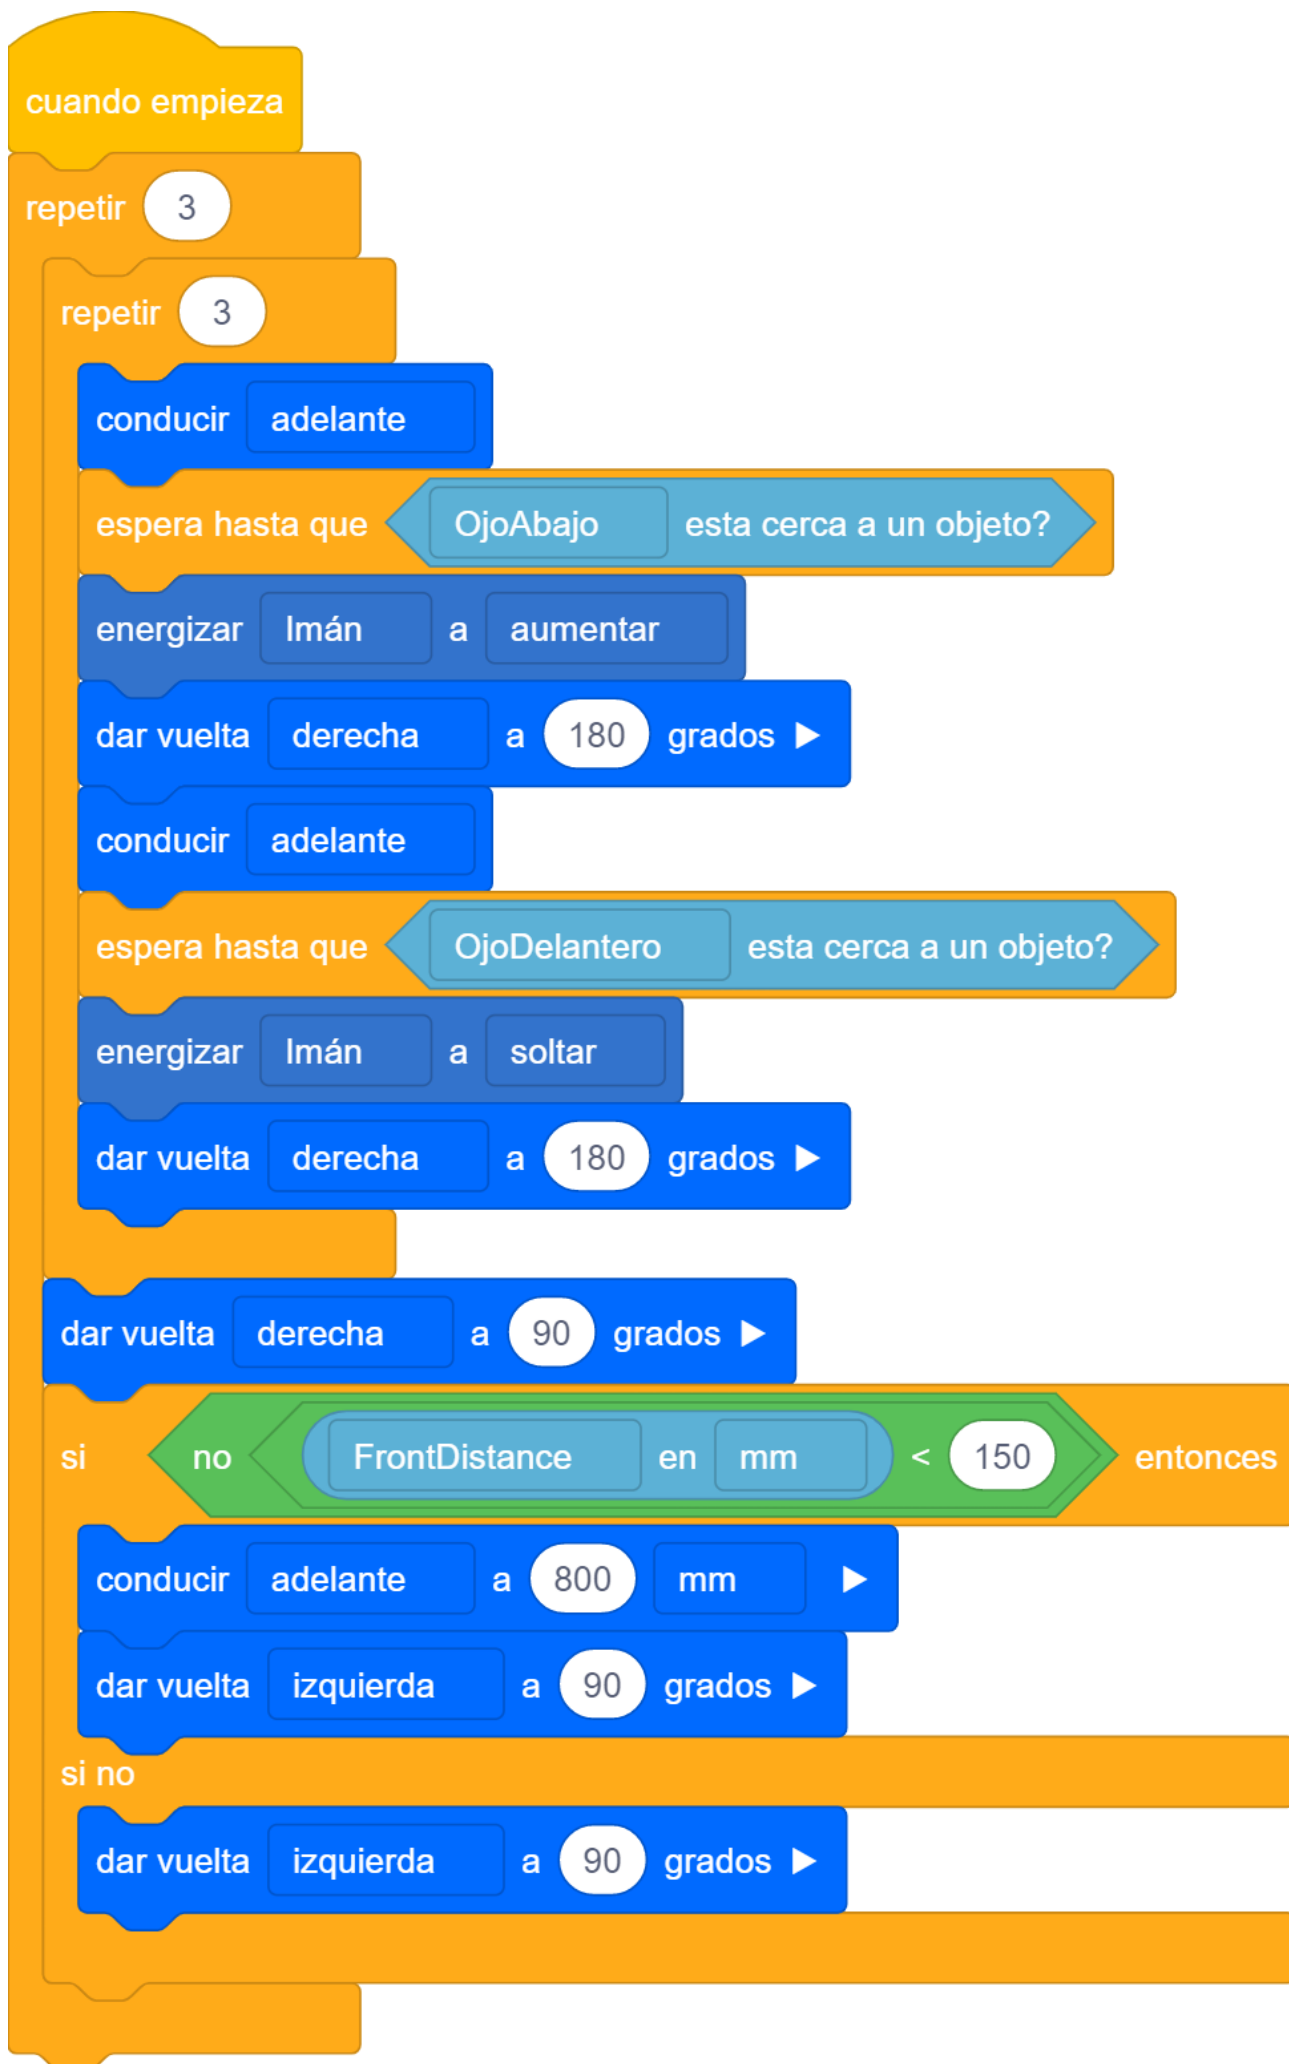 cuando empieza
repetir 3
repetir 3
conducir adelante
espera hasta que OjoAbajo esta cerca a un objeto?
energizar Imán a aumentar
dar vuelta derecha a 180 grados
conducir adelante
espera hasta que OjoDelantero esta cerca a un objeto?
energizar Imán a soltar
dar vuelta derecha a 180 grados
dar vuelta derecha a 90 grados
si no FrontDistance en mm < 150 entonces
conducir adelante a 800 mm
dar vuelta izquierda a 90 grados
si no
dar vuelta izquierda a 90 grados